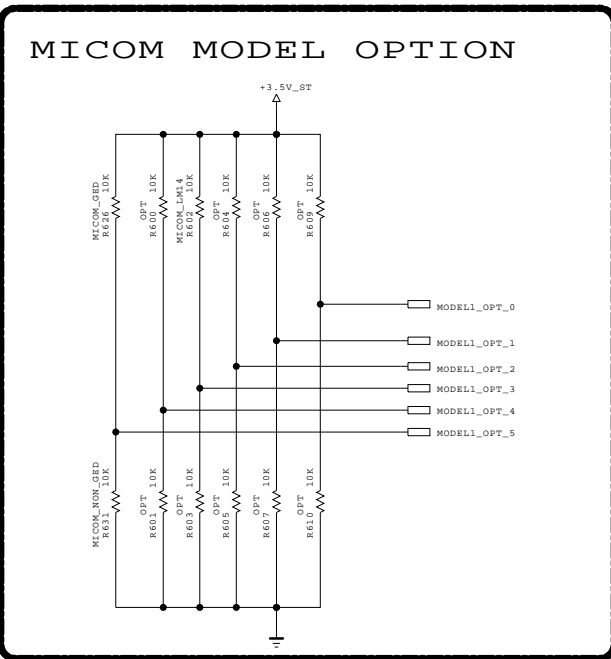 MICOM MODEL OPTION
+3.5V_ST
MICOM_GED
R626 10K
OPT
R600 10K
MICOM_LM14
R602 10K
OPT
R604 10K
OPT
R606 10K
OPT
R609 10K
MODEL1_OPT_0
MODEL1_OPT_1
MODEL1_OPT_2
MODEL1_OPT_3
MODEL1_OPT_4
MODEL1_OPT_5
MICOM_NON_GED
R631 10K
OPT
R601 10K
OPT
R603 10K
OPT
R605 10K
OPT
R607 10K
OPT
R610 10K